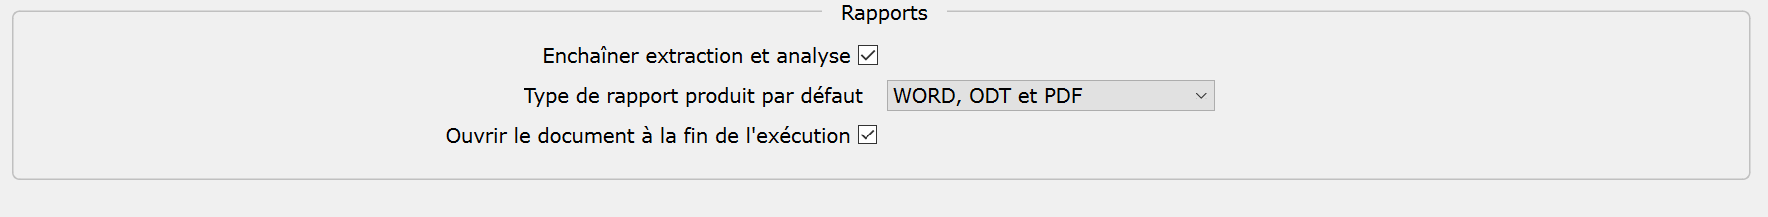 Rapports
Enchaîner extraction et analyse
Type de rapport produit par défaut WORD, ODT et PDF
Ouvrir le document à la fin de l'exécution